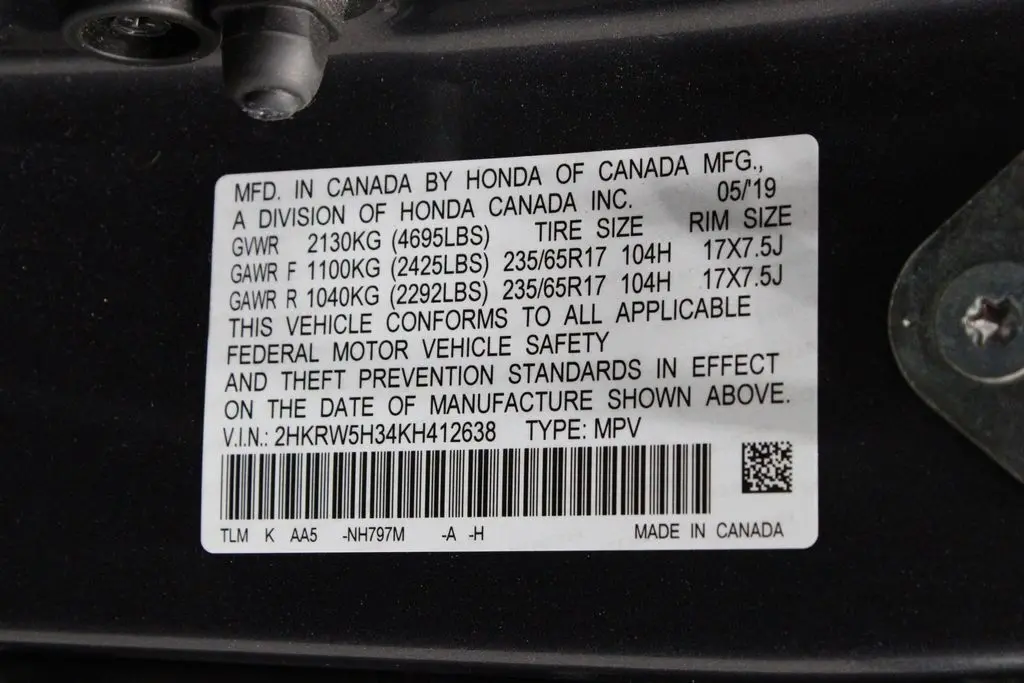 MFD. IN CANADA BY HONDA OF CANADA MFG.,
A DIVISION OF HONDA CANADA INC. 05/'19
GVWR 2130KG (4695LBS) TIRE SIZE RIM SIZE
GAWR F 1100KG (2425LBS) 235/65R17 104H 17X7.5J
GAWR R 1040KG (2292LBS) 235/65R17 104H 17X7.5J
THIS VEHICLE CONFORMS TO ALL APPLICABLE
FEDERAL MOTOR VEHICLE SAFETY
AND THEFT PREVENTION STANDARDS IN EFFECT
ON THE DATE OF MANUFACTURE SHOWN ABOVE.
V.I.N.: 2HKRW5H34KH412638 TYPE: MPV
TLM K AA5 -NH797M -A -H MADE IN CANADA